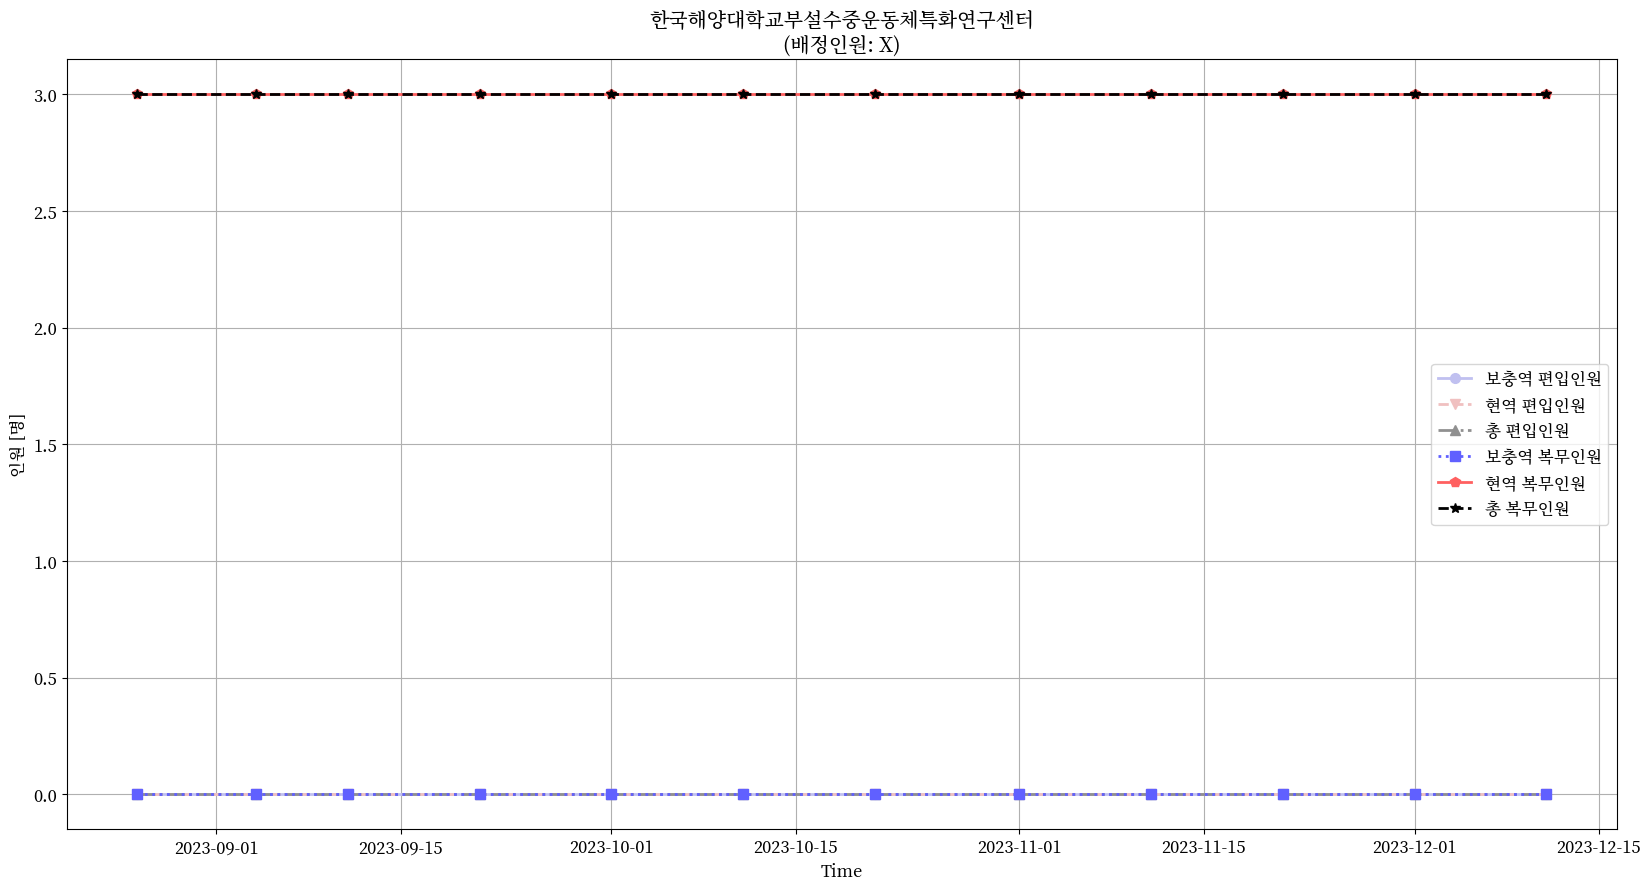 한국해양대학교부설수중운동체특화연구센터
(배정인원: X)
3.0
2.5
2.0
1.5
1.0
0.5
0.0
인원 [명]
보충역 편입인원
현역 편입인원
총 편입인원
보충역 복무인원
현역 복무인원
총 복무인원
2023-09-01 2023-09-15 2023-10-01 2023-10-15 2023-11-01 2023-11-15 2023-12-01 2023-12-15
Time